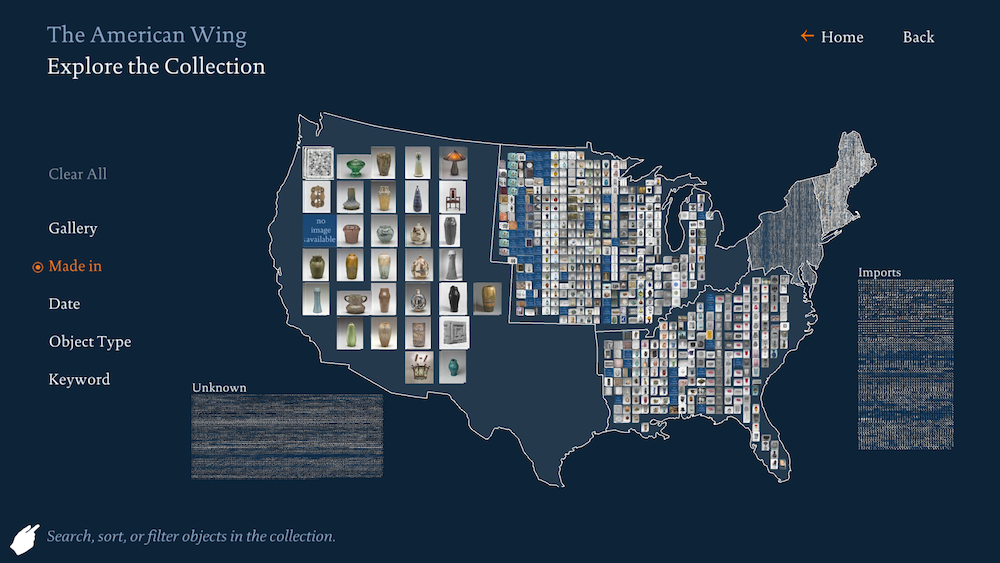 The American Wing
Explore the Collection
Home
Back
Clear All
Gallery
Made in
Date
Object Type
Keyword
no
image
available
Unknown
Imports
Search, sort, or filter objects in the collection.